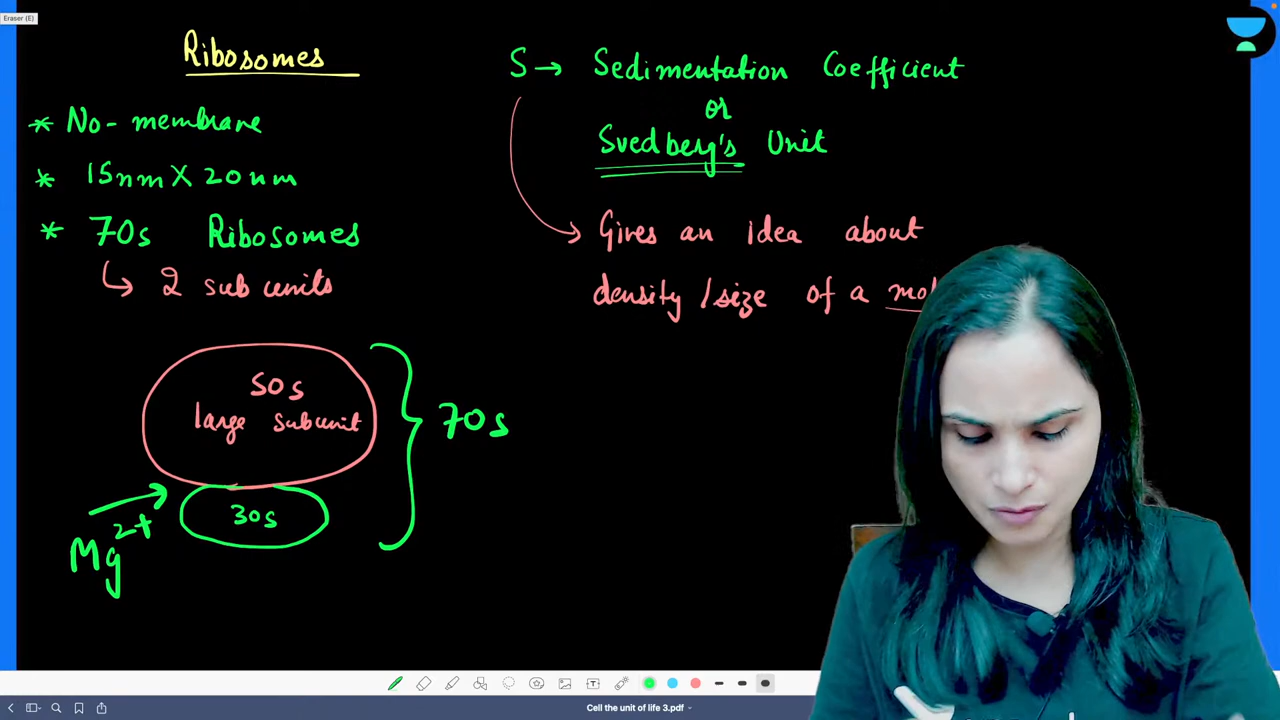 Eraser (E)
Ribosomes
* No-membrane
* 15nm X 20nm
* 70s Ribosomes
↳ 2 sub units
50s
large subunit
30s
Mg2+
} 70s
S → Sedimentation Coefficient
or
Svedberg's Unit
Gives an idea about
density/size of a
Cell the unit of life 3.pdf